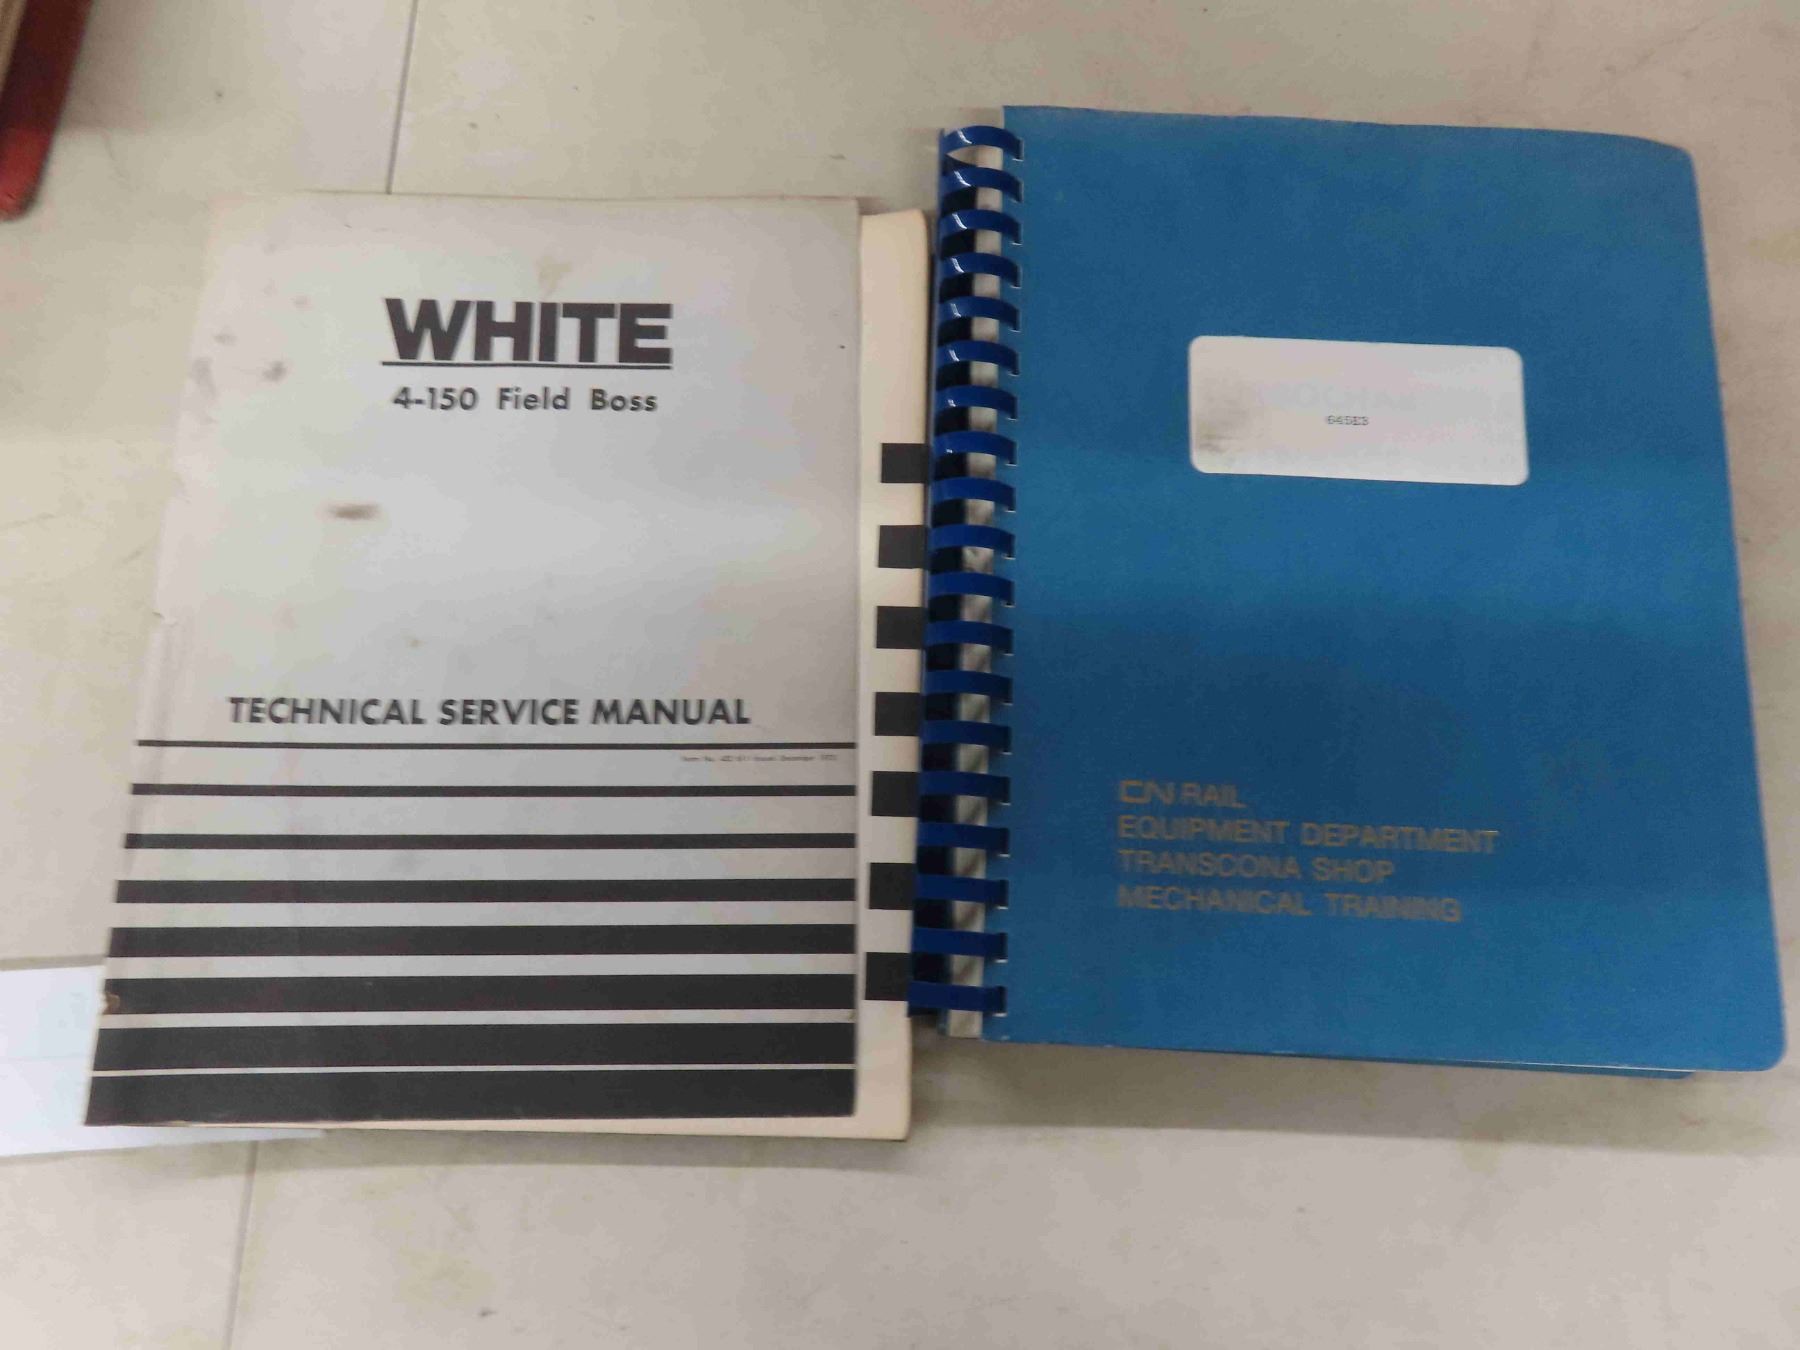 WHITE
4-150 Field Boss
TECHNICAL SERVICE MANUAL
645E3
CN RAIL
EQUIPMENT DEPARTMENT
TRANSCONA SHOP
MECHANICAL TRAINING